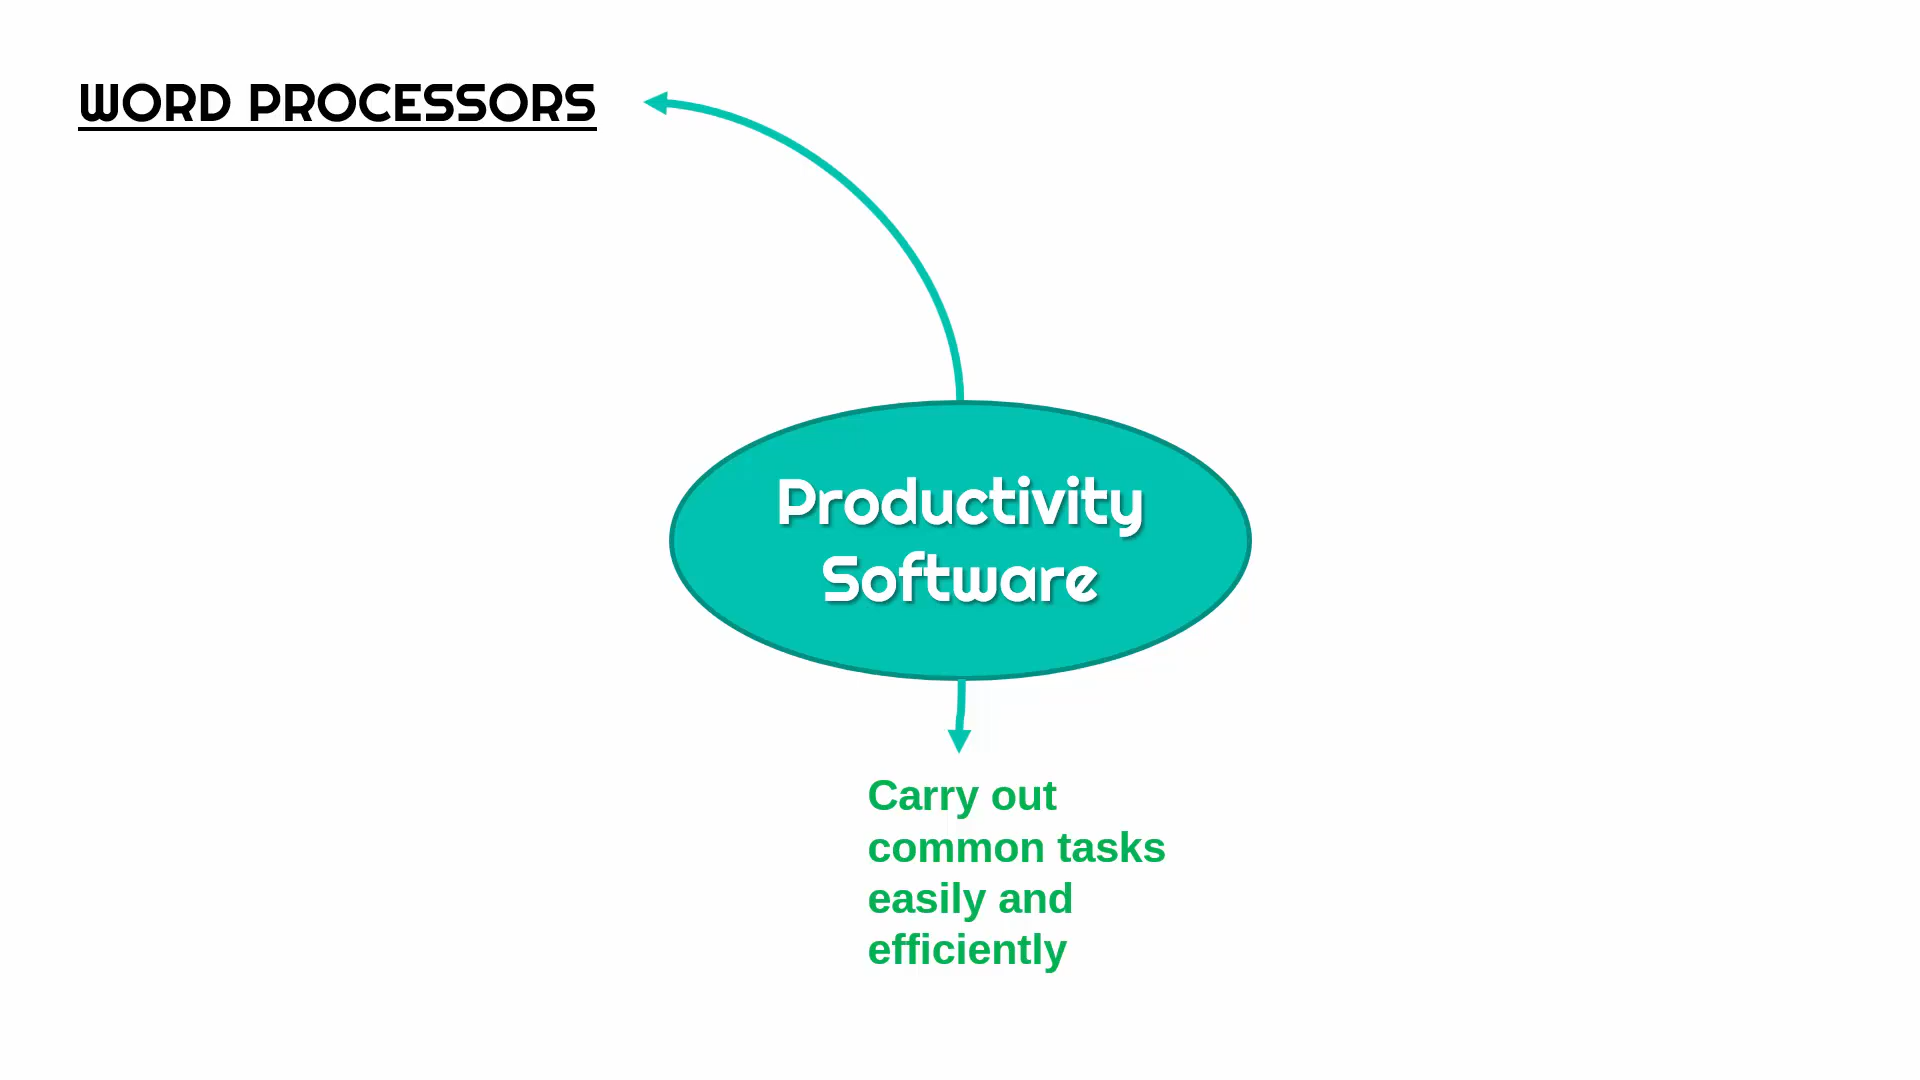 WORD PROCESSORS
Productivity
Software
Carry out
common tasks
easily and
efficiently